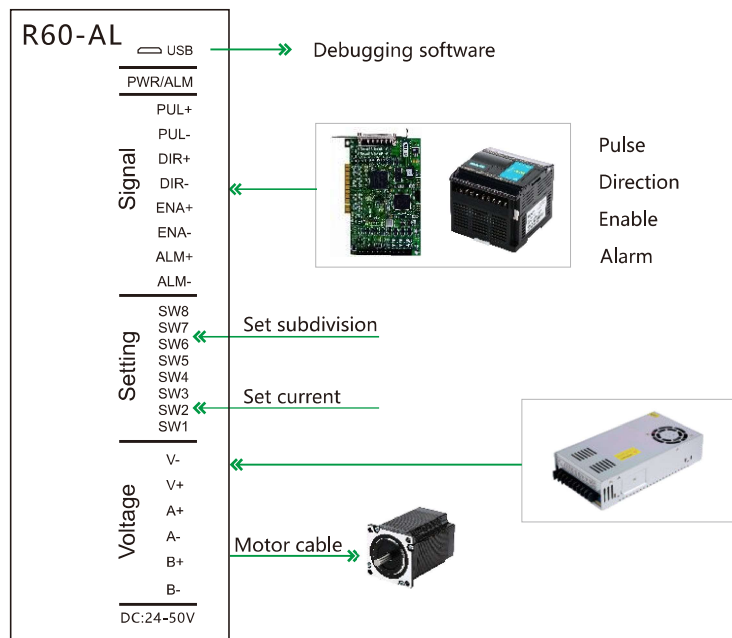 R60-AL
USB
Debugging software
PWR/ALM
Signal
PUL+
PUL-
DIR+
DIR-
ENA+
ENA-
ALM+
ALM-
Pulse
Direction
Enable
Alarm
Setting
SW8
SW7
SW6
SW5
SW4
SW3
SW2
SW1
Set subdivision
Set current
Voltage
V-
V+
A+
A-
B+
B-
Motor cable
DC:24-50V